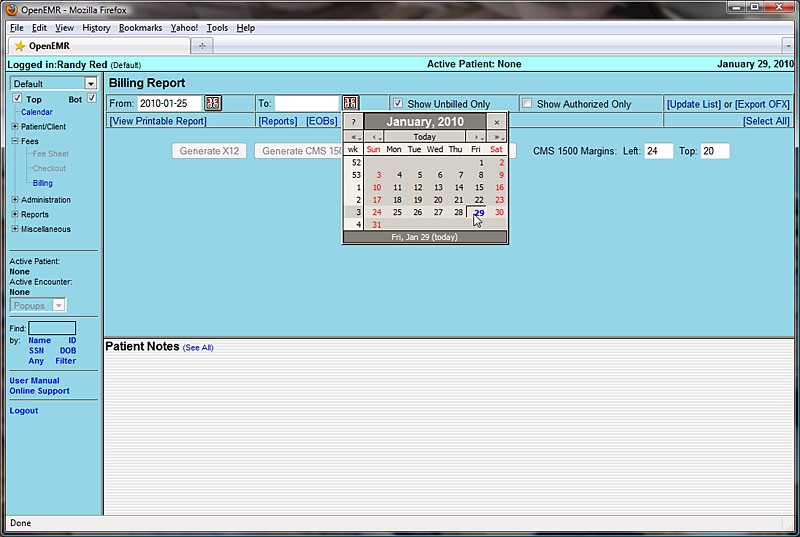 OpenEMR - Mozilla Firefox
File Edit View History Bookmarks Yahoo! Tools Help
OpenEMR
Logged in:Randy Red (Default)
Active Patient: None
January 29, 2010
Default
Top Bot
Calendar
Patient/Client
Fees
Fee Sheet
Checkout
Billing
Administration
Reports
Miscellaneous
Active Patient:
None
Active Encounter:
None
Popups
Find:
by: Name ID
SSN DOB
Any Filter
User Manual
Online Support
Logout
Billing Report
From: 2010-01-25 To: Show Unbilled Only Show Authorized Only [Update List] or [Export OFX]
[View Printable Report] [Reports] [EOBs] [Select All]
Generate X12 Generate CMS 150 CMS 1500 Margins: Left: 24 Top: 20
? January, 2010 ×
« ‹ Today › »
wk Sun Mon Tue Wed Thu Fri Sat
52 1 2
53 3 4 5 6 7 8 9
1 10 11 12 13 14 15 16
2 17 18 19 20 21 22 23
3 24 25 26 27 28 29 30
4 31
Fri, Jan 29 (today)
Patient Notes (See All)
Done